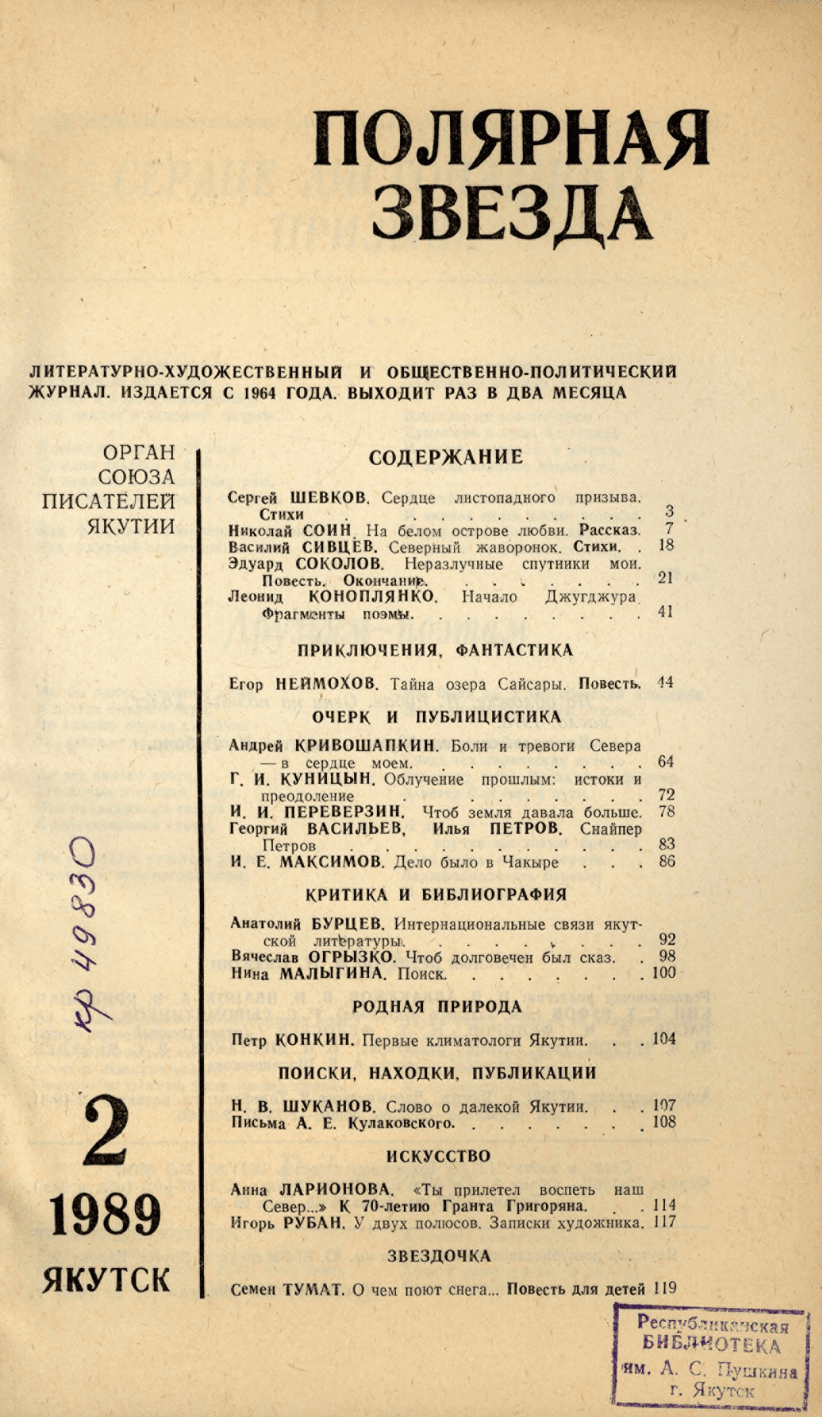 ПОЛЯРНАЯ
ЗВЕЗДА
ЛИТЕРАТУРНО-ХУДОЖЕСТВЕННЫЙ И ОБЩЕСТВЕННО-ПОЛИТИЧЕСКИЙ
ЖУРНАЛ. ИЗДАЕТСЯ С 1964 ГОДА. ВЫХОДИТ РАЗ В ДВА МЕСЯЦА
ОРГАН
СОЮЗА
ПИСАТЕЛЕЙ
ЯКУТИИ
49830
2
1989
ЯКУТСК
СОДЕРЖАНИЕ
Сергей ШЕВКОВ. Сердце листопадного призыва.
Стихи . . . . . . . . . . 3
Николай СОИН. На белом острове любви. Рассказ. 7
Василий СИВЦЕВ. Северный жаворонок. Стихи. . 18
Эдуард СОКОЛОВ. Неразлучные спутники мои.
Повесть. Окончание. . . . . . . . 21
Леонид КОНОПЛЯНКО. Начало Джугджура.
Фрагменты поэмы. . . . . . . . . 41
ПРИКЛЮЧЕНИЯ, ФАНТАСТИКА
Егор НЕЙМОХОВ. Тайна озера Сайсары. Повесть. 44
ОЧЕРК И ПУБЛИЦИСТИКА
Андрей КРИВОШАПКИН. Боли и тревоги Севера
— в сердце моем. . . . . . . . . 64
Г. И. КУНИЦЫН. Облучение прошлым: истоки и
преодоление . . . . . . . . 72
И. И. ПЕРЕВЕРЗИН. Чтоб земля давала больше. 78
Георгий ВАСИЛЬЕВ, Илья ПЕТРОВ. Снайпер
Петров . . . . . . . . . . . 83
И. Е. МАКСИМОВ. Дело было в Чакыре . . . 86
КРИТИКА И БИБЛИОГРАФИЯ
Анатолий БУРЦЕВ. Интернациональные связи якут-
ской литературы. . . . . . . . . 92
Вячеслав ОГРЫЗКО. Чтоб долговечен был сказ. . 98
Нина МАЛЫГИНА. Поиск. . . . . . . . 100
РОДНАЯ ПРИРОДА
Петр КОНКИН. Первые климатологи Якутии. . . 104
ПОИСКИ, НАХОДКИ, ПУБЛИКАЦИИ
Н. В. ШУКАНОВ. Слово о далекой Якутии. . . 107
Письма А. Е. Кулаковского. . . . . . . 108
ИСКУССТВО
Анна ЛАРИОНОВА. «Ты прилетел воспеть наш
Север...» К 70-летию Гранта Григоряна. . . 114
Игорь РУБАН. У двух полюсов. Записки художника. 117
ЗВЕЗДОЧКА
Семен ТУМАТ. О чем поют снега... Повесть для детей 119
Республиканская
БИБЛИОТЕКА
им. А. С. Пушкина
г. Якутск